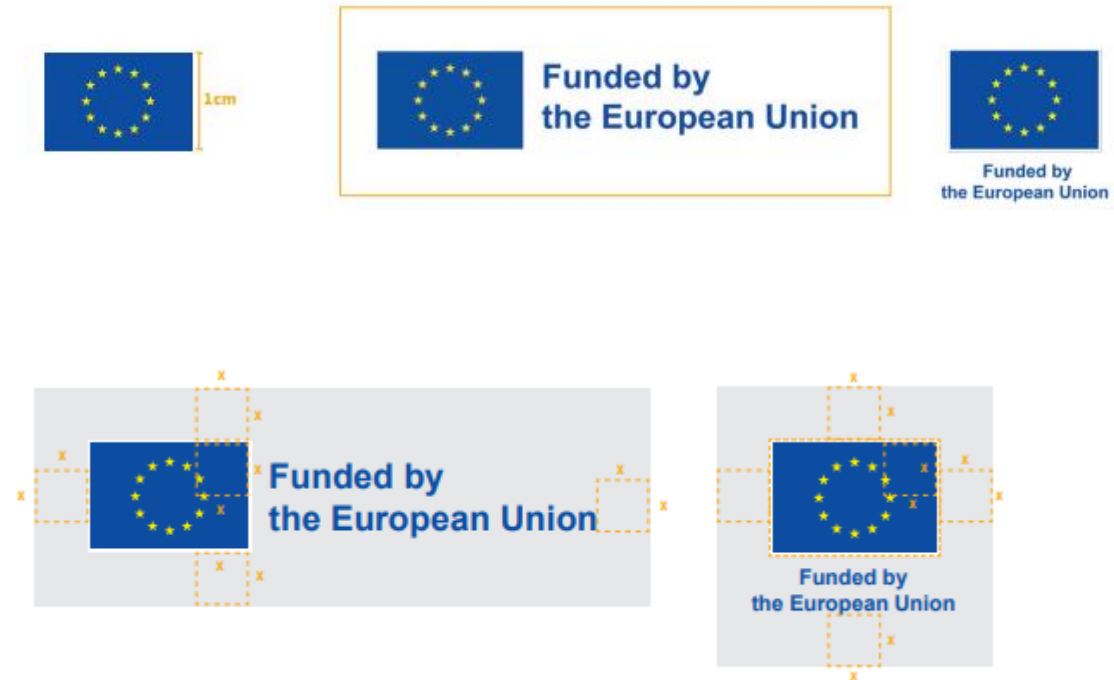 1cm
Funded by
the European Union
Funded by
the European Union
x
x
x
x
x
x
x
x
x
x
x
Funded by
the European Union
x
x
x
x
x
x
Funded by
the European Union
x
x